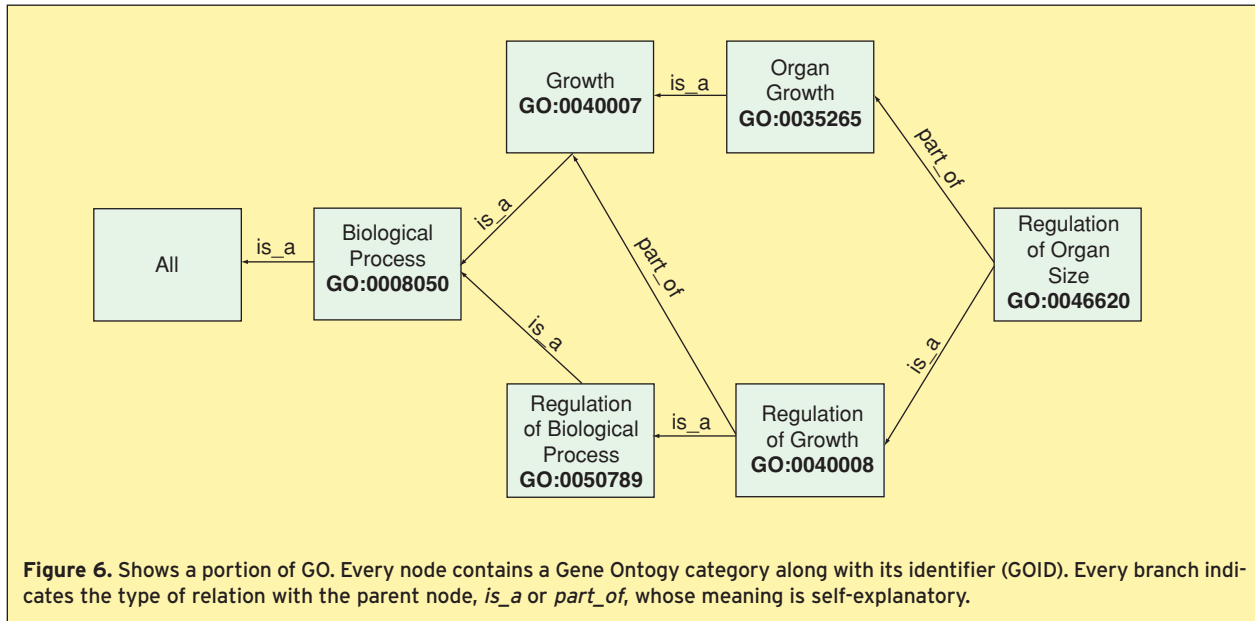 Growth
GO:0040007
is_a
Organ
Growth
GO:0035265
part_of
is_a
All
is_a
Biological
Process
GO:0008050
part_of
Regulation
of Organ
Size
GO:0046620
is_a
is_a
Regulation
of Biological
Process
GO:0050789
is_a
Regulation
of Growth
GO:0040008
Figure 6. Shows a portion of GO. Every node contains a Gene Ontogy category along with its identifier (GOID). Every branch indi-
cates the type of relation with the parent node, is_a or part_of, whose meaning is self-explanatory.